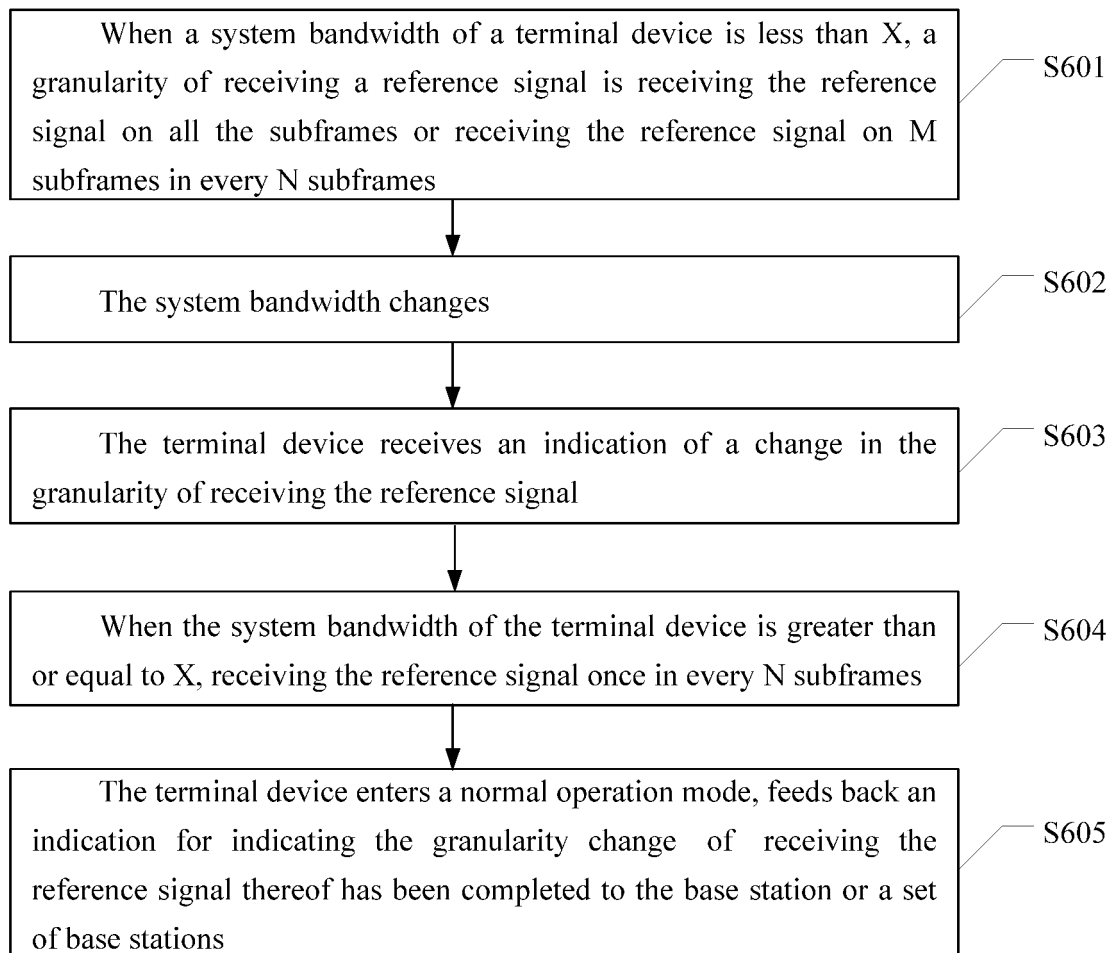 When a system bandwidth of a terminal device is less than X, a
granularity of receiving a reference signal is receiving the reference
signal on all the subframes or receiving the reference signal on M
subframes in every N subframes
S601
The system bandwidth changes
S602
The terminal device receives an indication of a change in the
granularity of receiving the reference signal
S603
When the system bandwidth of the terminal device is greater than
or equal to X, receiving the reference signal once in every N subframes
S604
The terminal device enters a normal operation mode, feeds back an
indication for indicating the granularity change of receiving the
reference signal thereof has been completed to the base station or a set
of base stations
S605